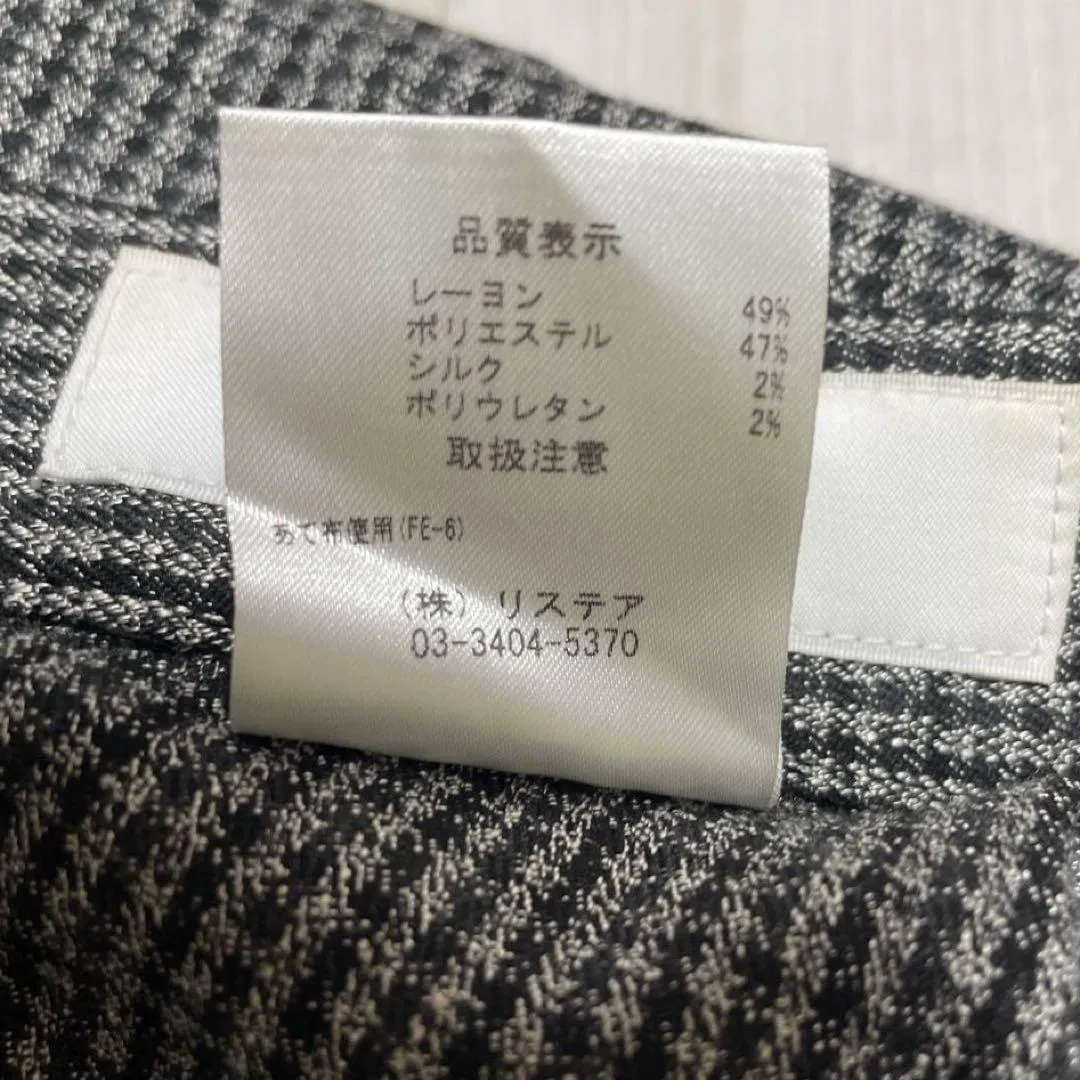 品質表示
レーヨン 49%
ポリエステル 47%
シルク 2%
ポリウレタン 2%
取扱注意
あて布使用(FE-6)
(株) リステア
03-3404-5370